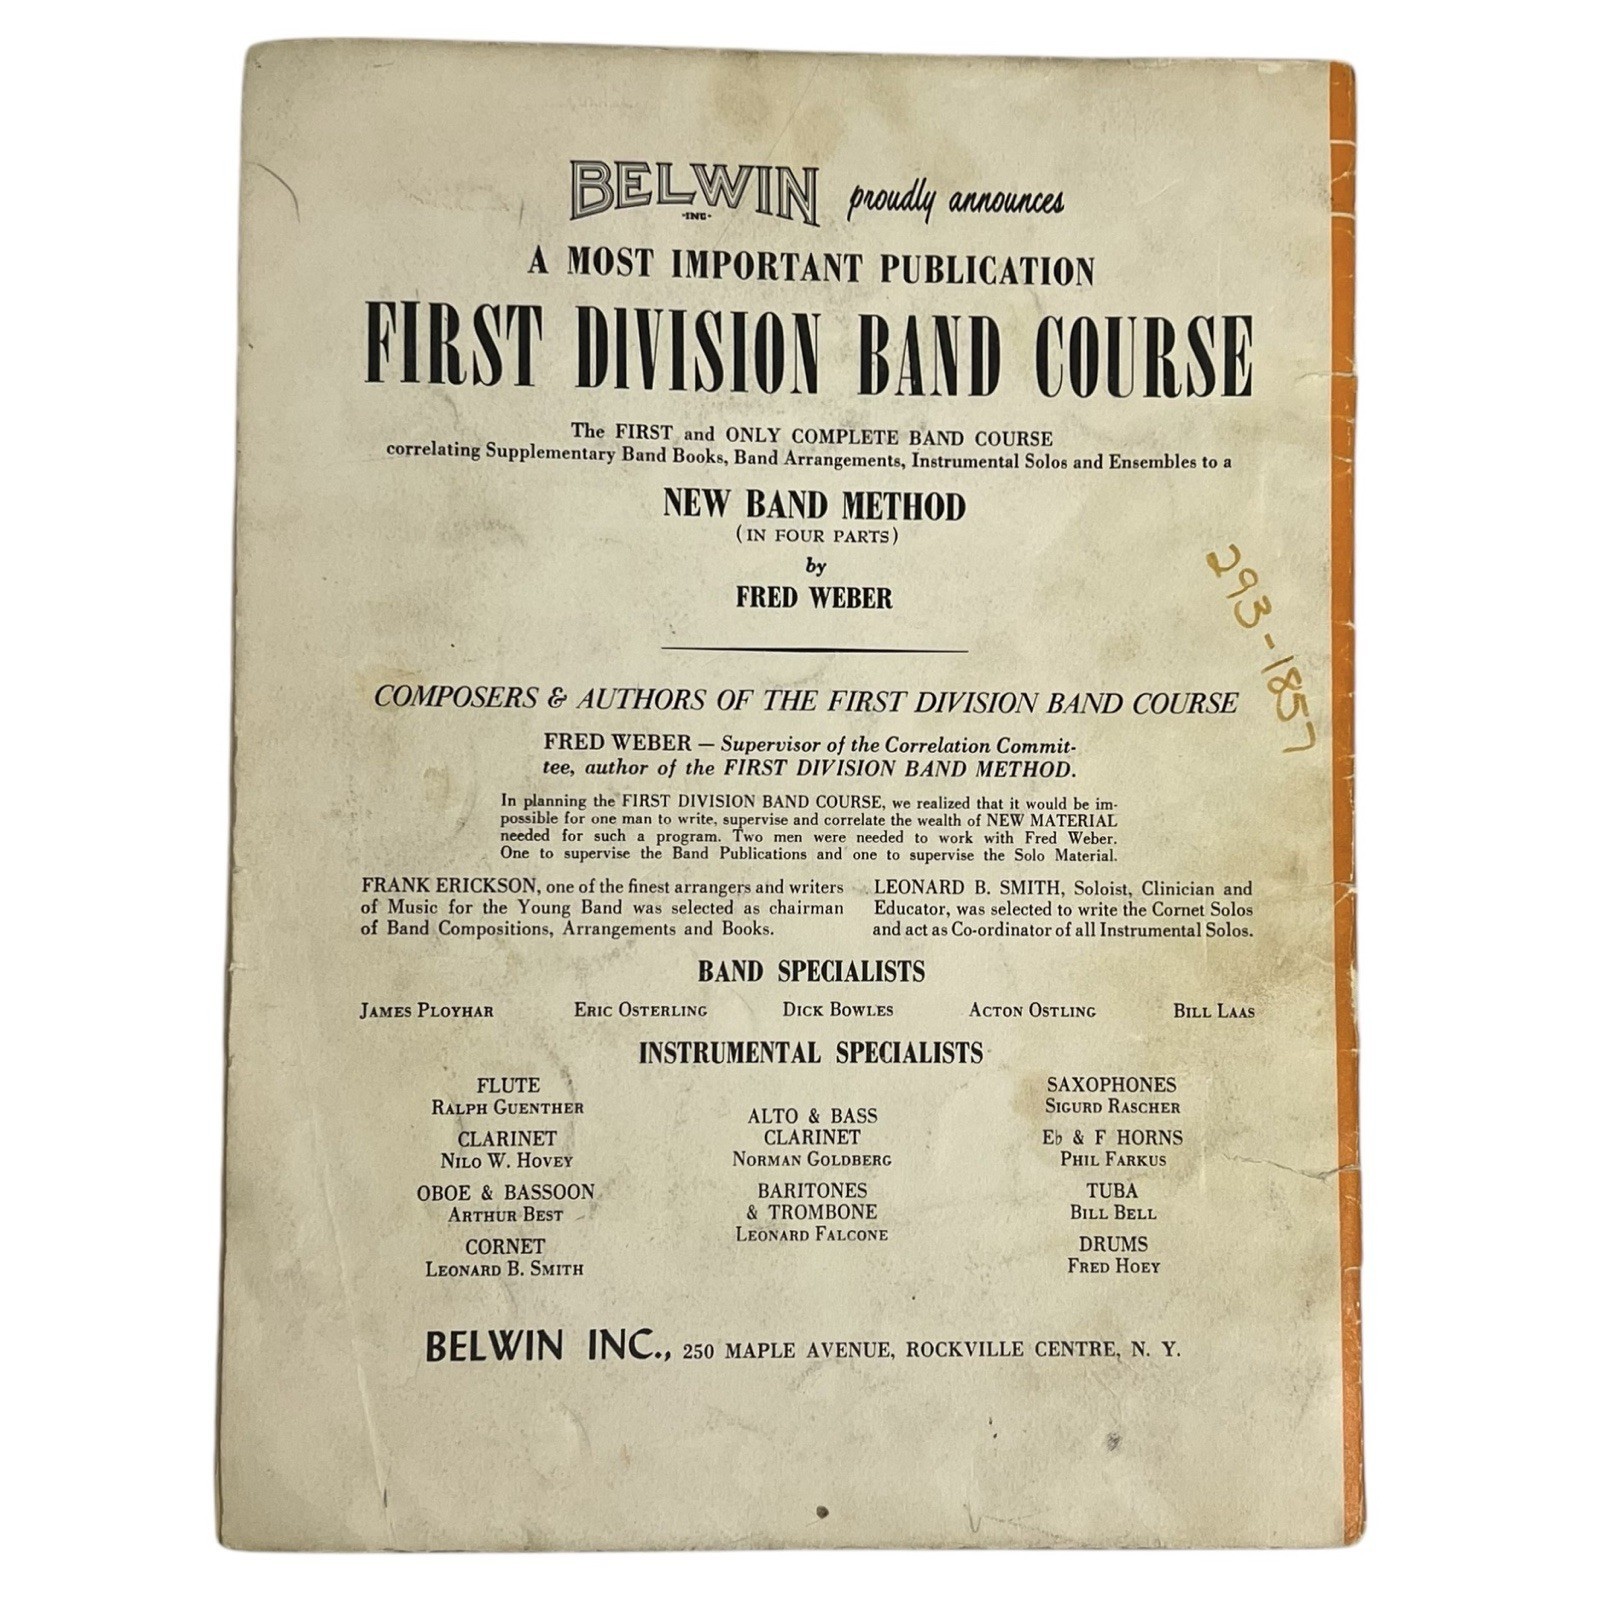 BELWIN proudly announces
-INC-
A MOST IMPORTANT PUBLICATION
FIRST DIVISION BAND COURSE
The FIRST and ONLY COMPLETE BAND COURSE
correlating Supplementary Band Books, Band Arrangements, Instrumental Solos and Ensembles to a
NEW BAND METHOD
(IN FOUR PARTS)
by
FRED WEBER
293-1857
COMPOSERS & AUTHORS OF THE FIRST DIVISION BAND COURSE
FRED WEBER — Supervisor of the Correlation Commit-
tee, author of the FIRST DIVISION BAND METHOD.
In planning the FIRST DIVISION BAND COURSE, we realized that it would be im-
possible for one man to write, supervise and correlate the wealth of NEW MATERIAL
needed for such a program. Two men were needed to work with Fred Weber.
One to supervise the Band Publications and one to supervise the Solo Material.
FRANK ERICKSON, one of the finest arrangers and writers
of Music for the Young Band was selected as chairman
of Band Compositions, Arrangements and Books.
LEONARD B. SMITH, Soloist, Clinician and
Educator, was selected to write the Cornet Solos
and act as Co-ordinator of all Instrumental Solos.
BAND SPECIALISTS
JAMES PLOYHAR ERIC OSTERLING DICK BOWLES ACTON OSTLING BILL LAAS
INSTRUMENTAL SPECIALISTS
FLUTE
RALPH GUENTHER
CLARINET
NILO W. HOVEY
OBOE & BASSOON
ARTHUR BEST
CORNET
LEONARD B. SMITH
ALTO & BASS
CLARINET
NORMAN GOLDBERG
BARITONES
& TROMBONE
LEONARD FALCONE
SAXOPHONES
SIGURD RASCHER
E♭ & F HORNS
PHIL FARKUS
TUBA
BILL BELL
DRUMS
FRED HOEY
BELWIN INC., 250 MAPLE AVENUE, ROCKVILLE CENTRE, N. Y.